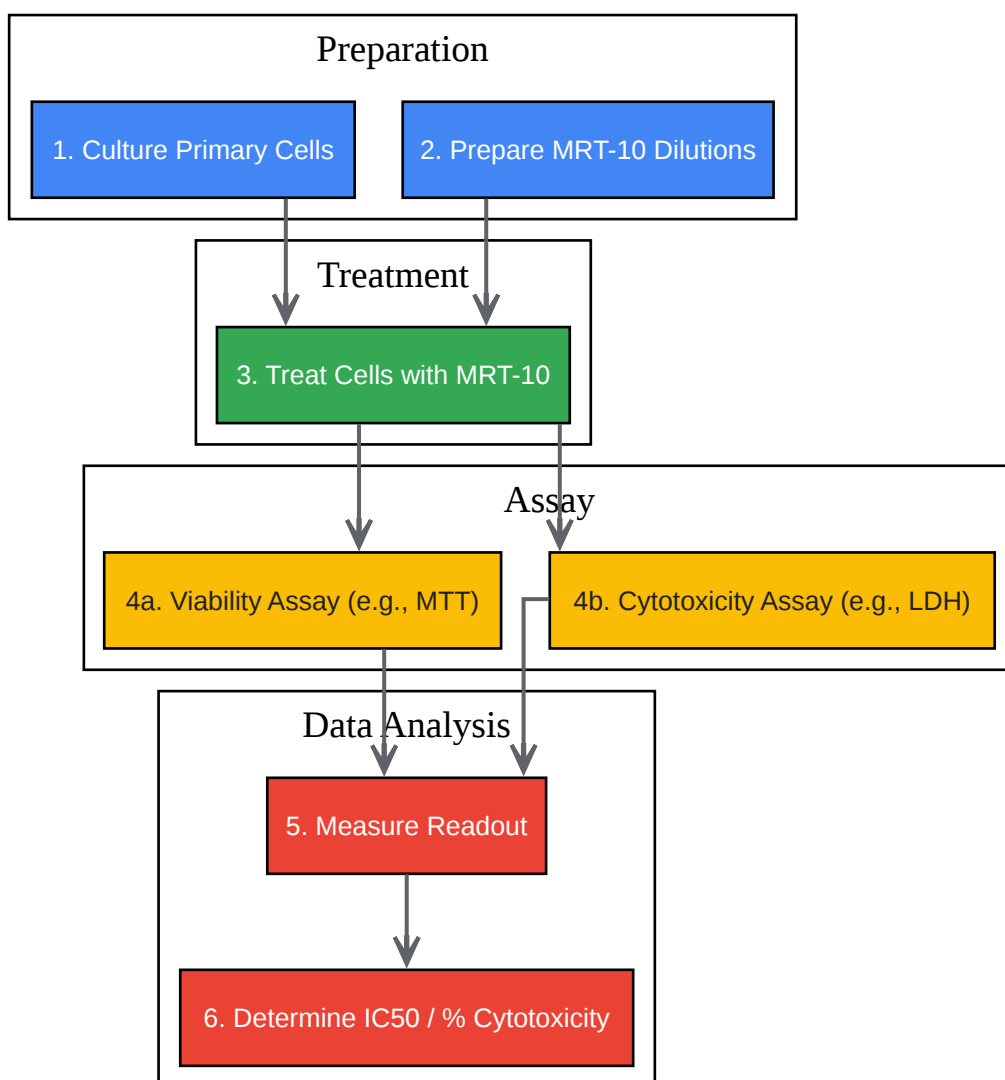 Preparation
1. Culture Primary Cells
2. Prepare MRT-10 Dilutions
Treatment
3. Treat Cells with MRT-10
Assay
4a. Viability Assay (e.g., MTT)
4b. Cytotoxicity Assay (e.g., LDH)
Data Analysis
5. Measure Readout
6. Determine IC50 / % Cytotoxicity